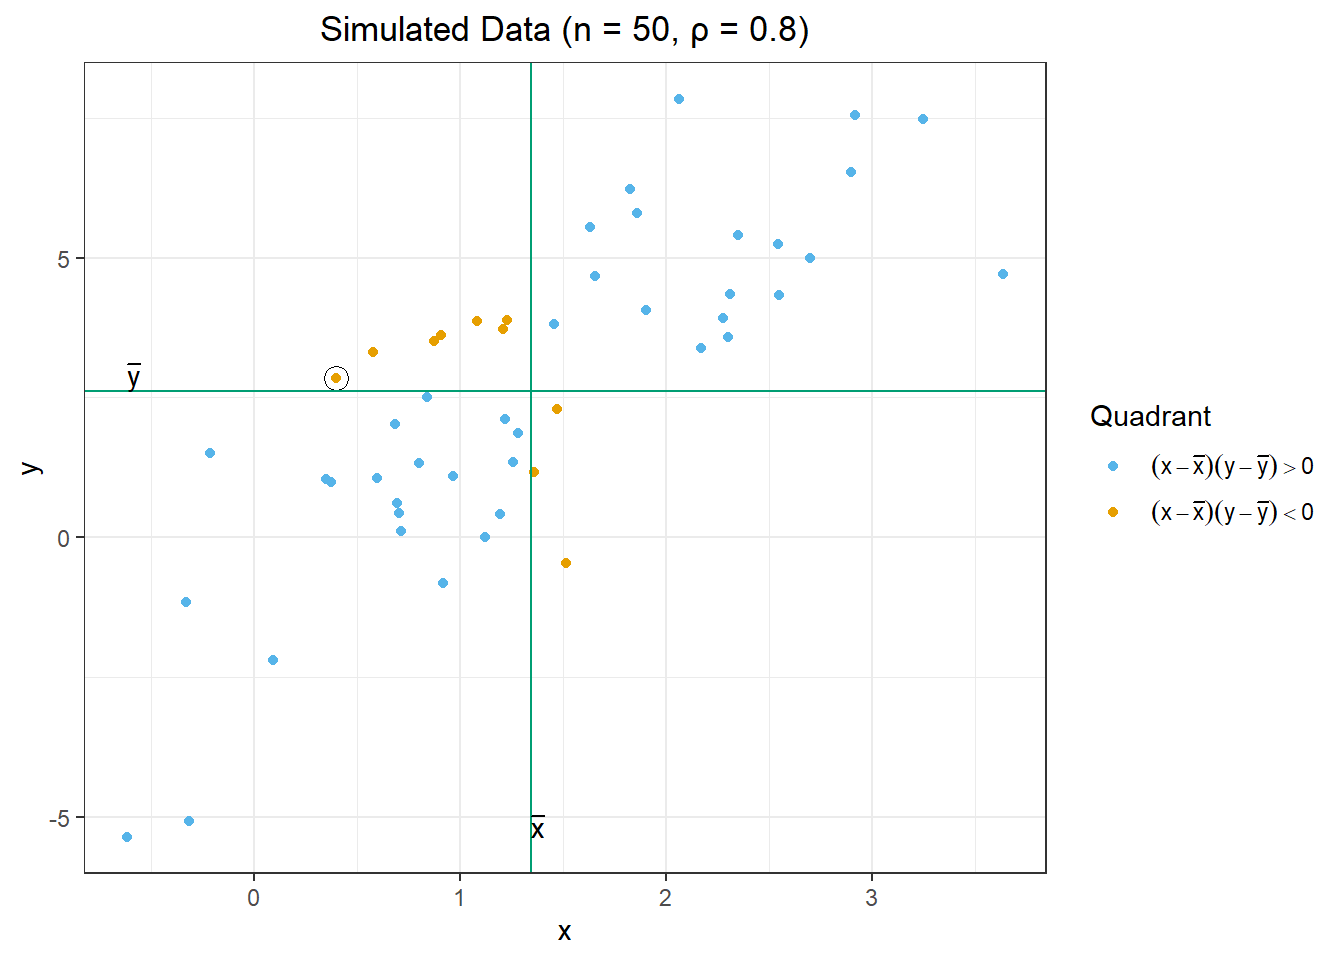 Simulated Data (n = 50, ρ = 0.8)
5
0
-5
y
y̅
x̅
0
1
2
3
x
Quadrant
(x − x̅)(y − y̅) > 0
(x − x̅)(y − y̅) < 0